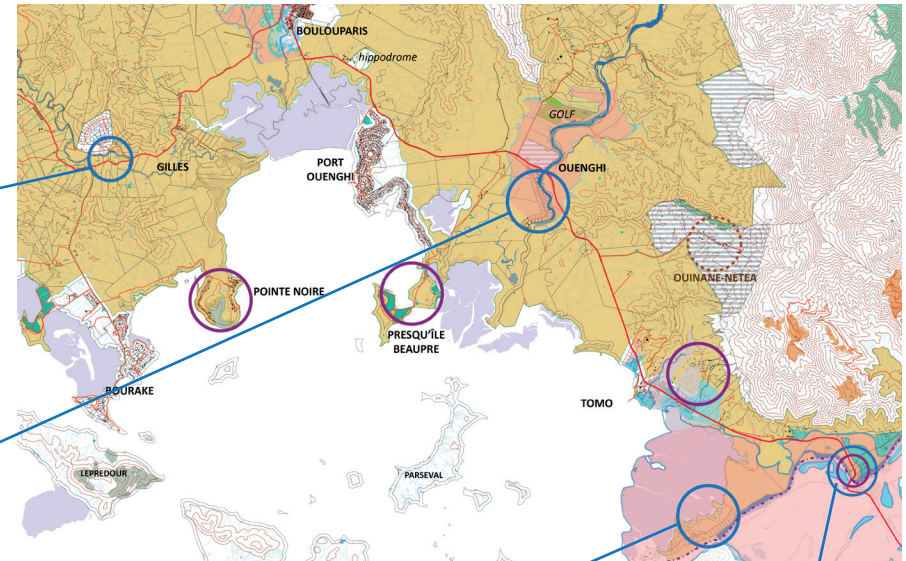 BOULOUPARIS
hippodrome
GOLF
GILLES
PORT
OUENGHI
OUENGHI
OUINANE-NETEA
POINTE NOIRE
PRESQU'ÎLE
BEAUPRE
BOURAKE
TOMO
LEPREDOUR
PARSEVAL